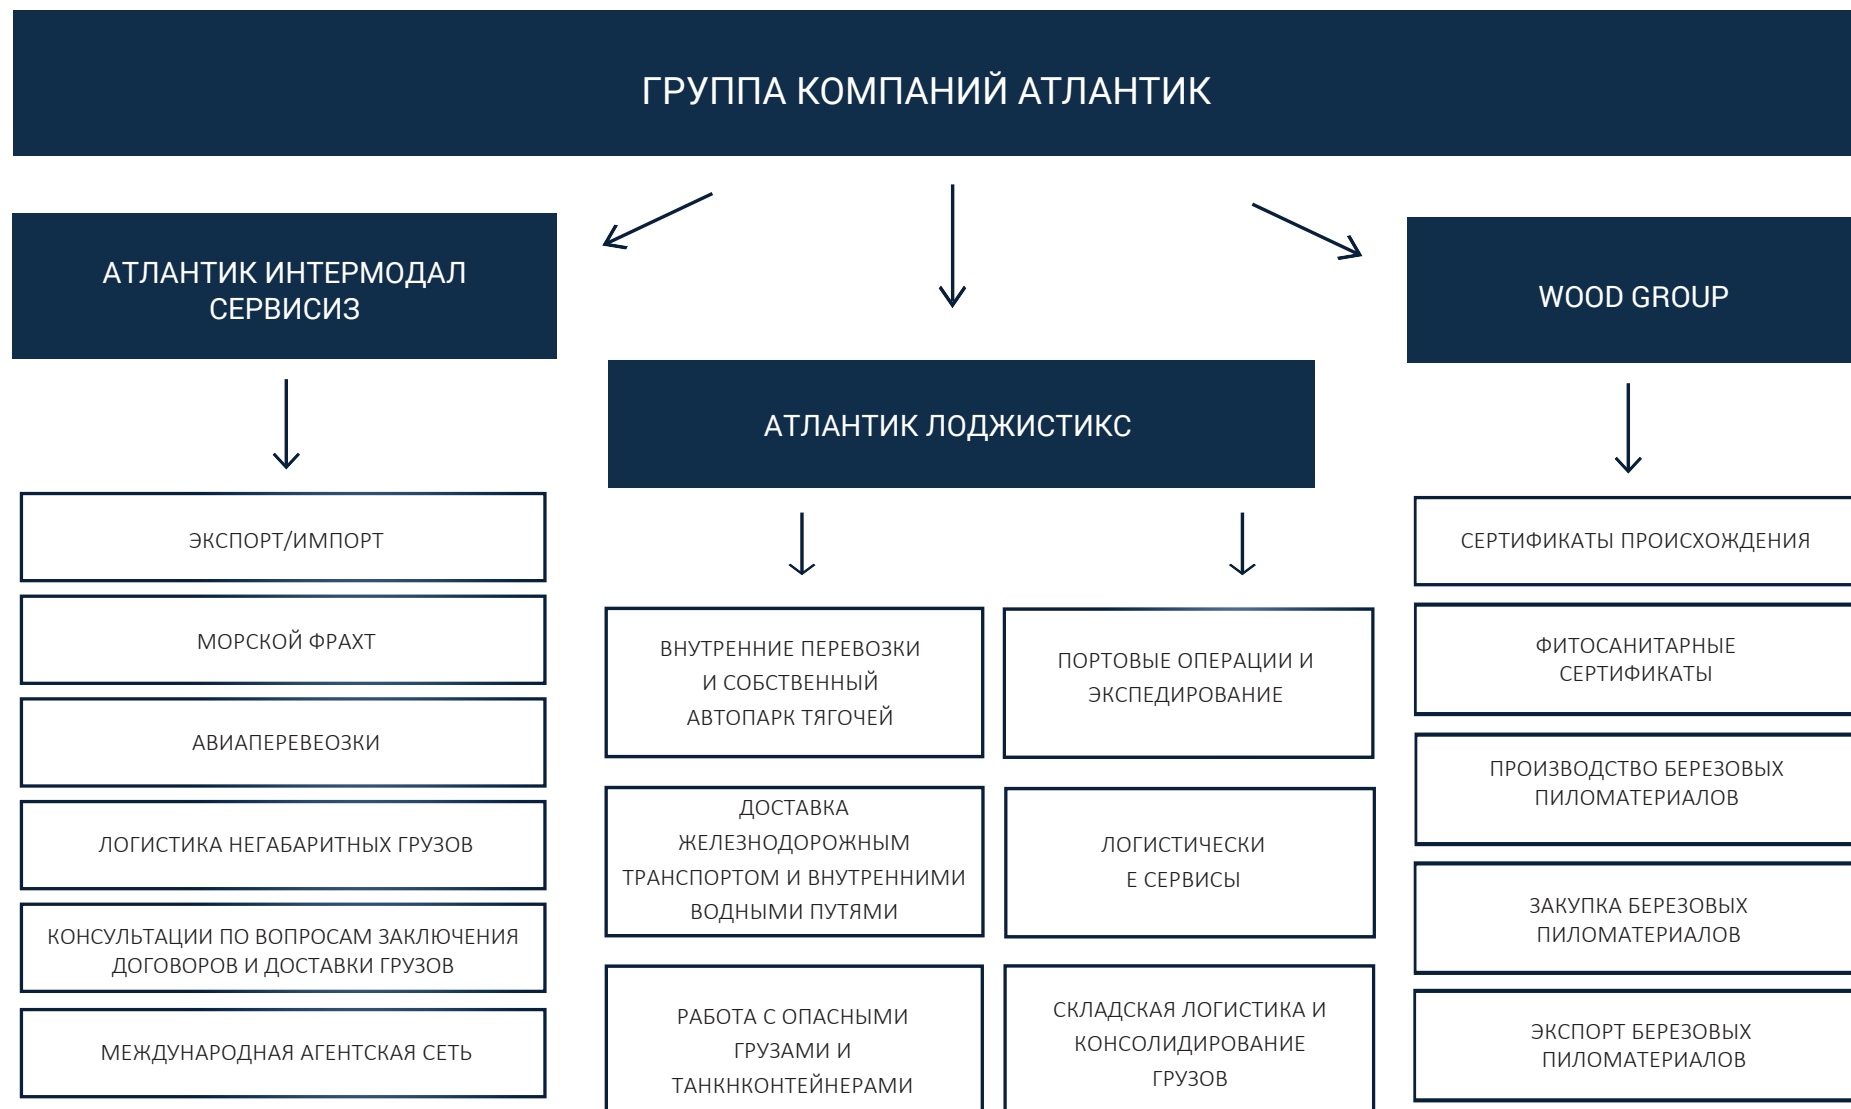 ГРУППА КОМПАНИЙ АТЛАНТИК
АТЛАНТИК ИНТЕРМОДАЛ
СЕРВИСИЗ
ЭКСПОРТ/ИМПОРТ
МОРСКОЙ ФРАХТ
АВИАПЕРЕВЕОЗКИ
ЛОГИСТИКА НЕГАБАРИТНЫХ ГРУЗОВ
КОНСУЛЬТАЦИИ ПО ВОПРОСАМ ЗАКЛЮЧЕНИЯ
ДОГОВОРОВ И ДОСТАВКИ ГРУЗОВ
МЕЖДУНАРОДНАЯ АГЕНТСКАЯ СЕТЬ
АТЛАНТИК ЛОДЖИСТИКС
ВНУТРЕННИЕ ПЕРЕВОЗКИ
И СОБСТВЕННЫЙ
АВТОПАРК ТЯГОЧЕЙ
ДОСТАВКА
ЖЕЛЕЗНОДОРОЖНЫМ
ТРАНСПОРТОМ И ВНУТРЕННИМИ
ВОДНЫМИ ПУТЯМИ
РАБОТА С ОПАСНЫМИ
ГРУЗАМИ И
ТАНКНКОНТЕЙНЕРАМИ
ПОРТОВЫЕ ОПЕРАЦИИ И
ЭКСПЕДИРОВАНИЕ
ЛОГИСТИЧЕСКИ
Е СЕРВИСЫ
СКЛАДСКАЯ ЛОГИСТИКА И
КОНСОЛИДИРОВАНИЕ
ГРУЗОВ
WOOD GROUP
СЕРТИФИКАТЫ ПРОИСХОЖДЕНИЯ
ФИТОСАНИТАРНЫЕ
СЕРТИФИКАТЫ
ПРОИЗВОДСТВО БЕРЕЗОВЫХ
ПИЛОМАТЕРИАЛОВ
ЗАКУПКА БЕРЕЗОВЫХ
ПИЛОМАТЕРИАЛОВ
ЭКСПОРТ БЕРЕЗОВЫХ
ПИЛОМАТЕРИАЛОВ